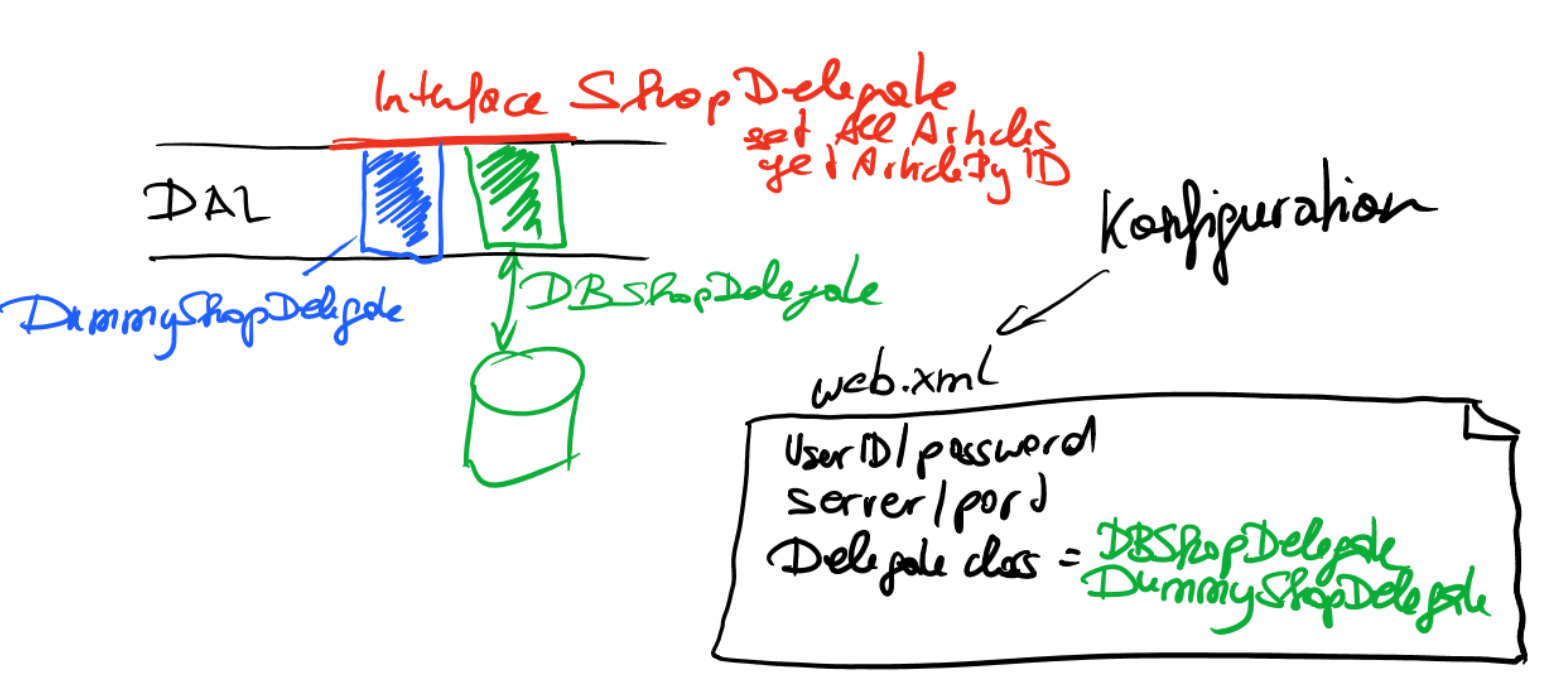 Interface ShopDelegate
get All Articles
get ArticleBy ID
DAL
Konfiguration
DBShopDelegate
DummyShopDelegate
web.xml
UserID/password
server/port
Delegate class = DBShopDelegate
DummyShopDelegate